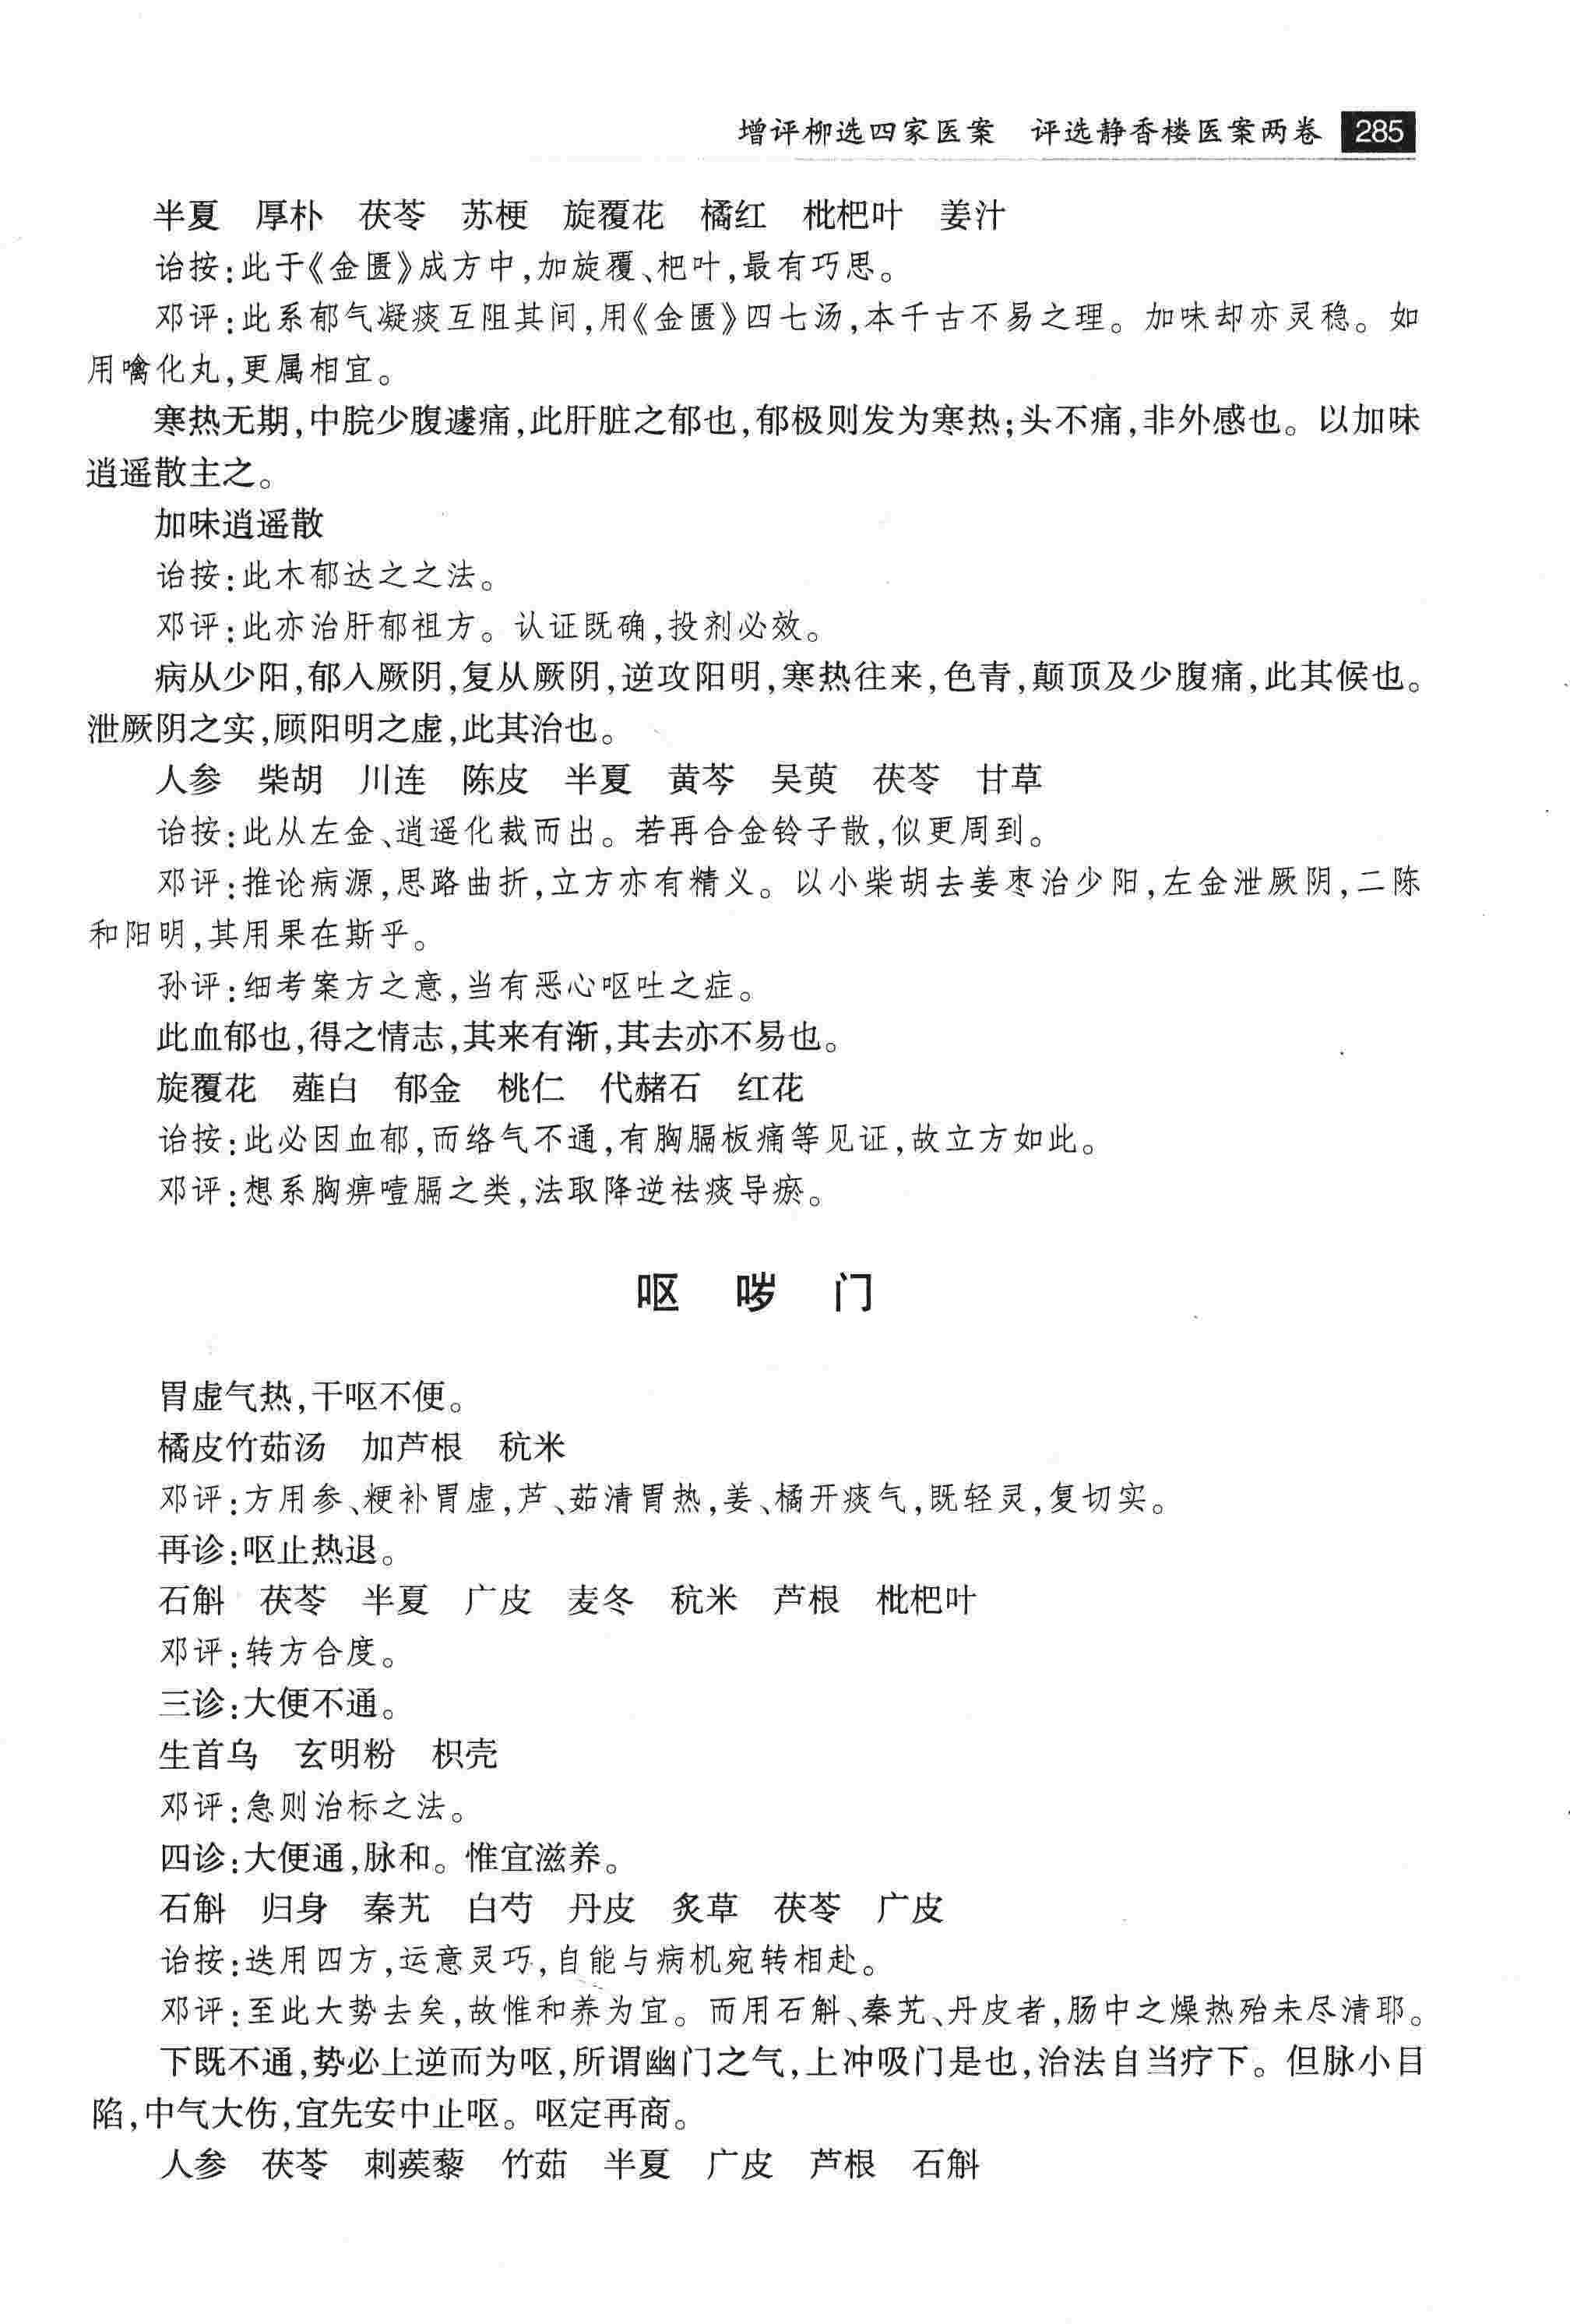 增评柳选四家医案　评选静香楼医案两卷 285
半夏　厚朴　茯苓　苏梗　旋覆花　橘红　枇杷叶　姜汁
诒按：此于《金匮》成方中，加旋覆、杷叶，最有巧思。
邓评：此系郁气凝痰互阻其间，用《金匮》四七汤，本千古不易之理。加味却亦灵稳。如
用噙化丸，更属相宜。
寒热无期，中脘少腹遽痛，此肝脏之郁也，郁极则发为寒热；头不痛，非外感也。以加味
逍遥散主之。
加味逍遥散
诒按：此木郁达之之法。
邓评：此亦治肝郁祖方。认证既确，投剂必效。
病从少阳，郁入厥阴，复从厥阴，逆攻阳明，寒热往来，色青，颠顶及少腹痛，此其候也。
泄厥阴之实，顾阳明之虚，此其治也。
人参　柴胡　川连　陈皮　半夏　黄芩　吴萸　茯苓　甘草
诒按：此从左金、逍遥化裁而出。若再合金铃子散，似更周到。
邓评：推论病源，思路曲折，立方亦有精义。以小柴胡去姜枣治少阳，左金泄厥阴，二陈
和阳明，其用果在斯乎。
孙评：细考案方之意，当有恶心呕吐之症。
此血郁也，得之情志，其来有渐，其去亦不易也。
旋覆花　薤白　郁金　桃仁　代赭石　红花
诒按：此必因血郁，而络气不通，有胸膈板痛等见证，故立方如此。
邓评：想系胸痹噎膈之类，法取降逆祛痰导瘀。
呕　哕　门
胃虚气热，干呕不便。
橘皮竹茹汤　加芦根　秔米
邓评：方用参、粳补胃虚，芦、茹清胃热，姜、橘开痰气，既轻灵，复切实。
再诊：呕止热退。
石斛　茯苓　半夏　广皮　麦冬　秔米　芦根　枇杷叶
邓评：转方合度。
三诊：大便不通。
生首乌　玄明粉　枳壳
邓评：急则治标之法。
四诊：大便通，脉和。惟宜滋养。
石斛　归身　秦艽　白芍　丹皮　炙草　茯苓　广皮
诒按：迭用四方，运意灵巧，自能与病机宛转相赴。
邓评：至此大势去矣，故惟和养为宜。而用石斛、秦艽、丹皮者，肠中之燥热殆未尽清耶。
下既不通，势必上逆而为呕，所谓幽门之气，上冲吸门是也，治法自当疗下。但脉小目
陷，中气大伤，宜先安中止呕。呕定再商。
人参　茯苓　刺蒺藜　竹茹　半夏　广皮　芦根　石斛